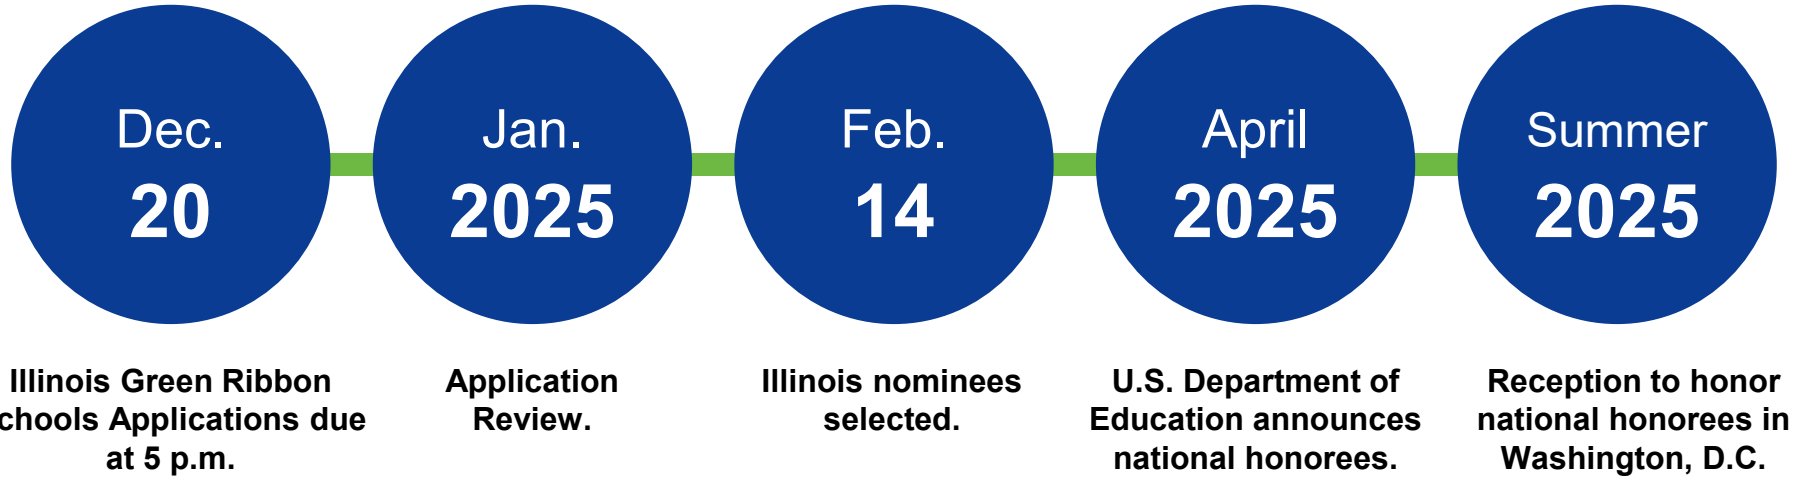 Dec.
20
Jan.
2025
Feb.
14
April
2025
Summer
2025
Illinois Green Ribbon
chools Applications due
at 5 p.m.
Application
Review.
Illinois nominees
selected.
U.S. Department of
Education announces
national honorees.
Reception to honor
national honorees in
Washington, D.C.